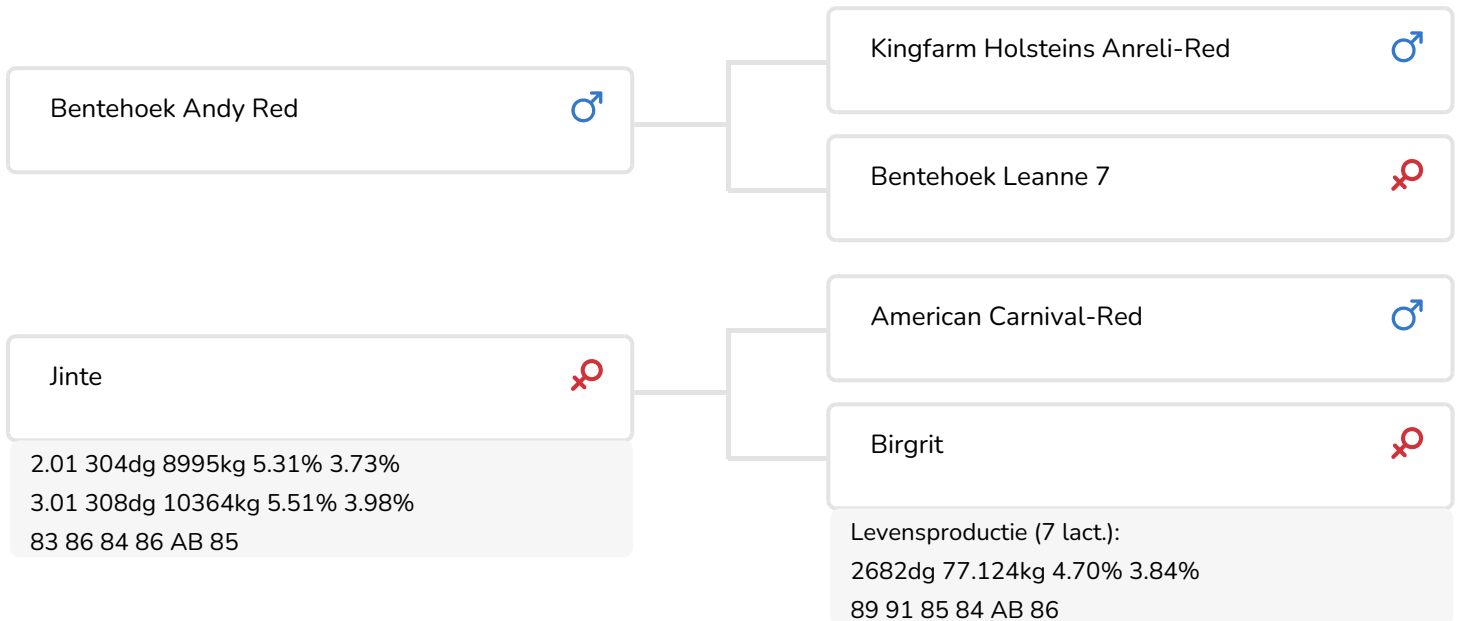 Kingfarm Holsteins Anreli-Red
Bentehoek Andy Red
Bentehoek Leanne 7
American Carnival-Red
Jinte
2.01 304dg 8995kg 5.31% 3.73%
3.01 308dg 10364kg 5.51% 3.98%
83 86 84 86 AB 85
Birgrit
Levensproductie (7 lact.):
2682dg 77.124kg 4.70% 3.84%
89 91 85 84 AB 86